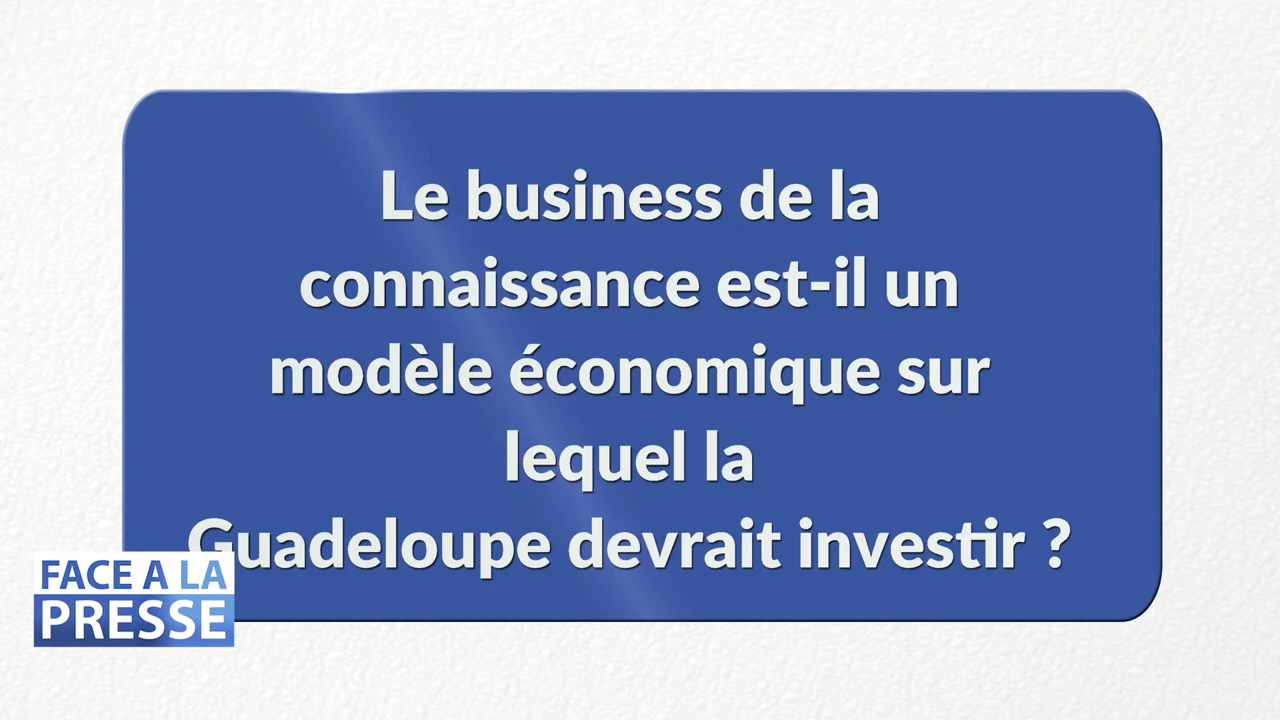 Le business de la
connaissance est-il un
modèle économique sur
lequel la
Guadeloupe devrait investir ?
FACE A LA
PRESSE